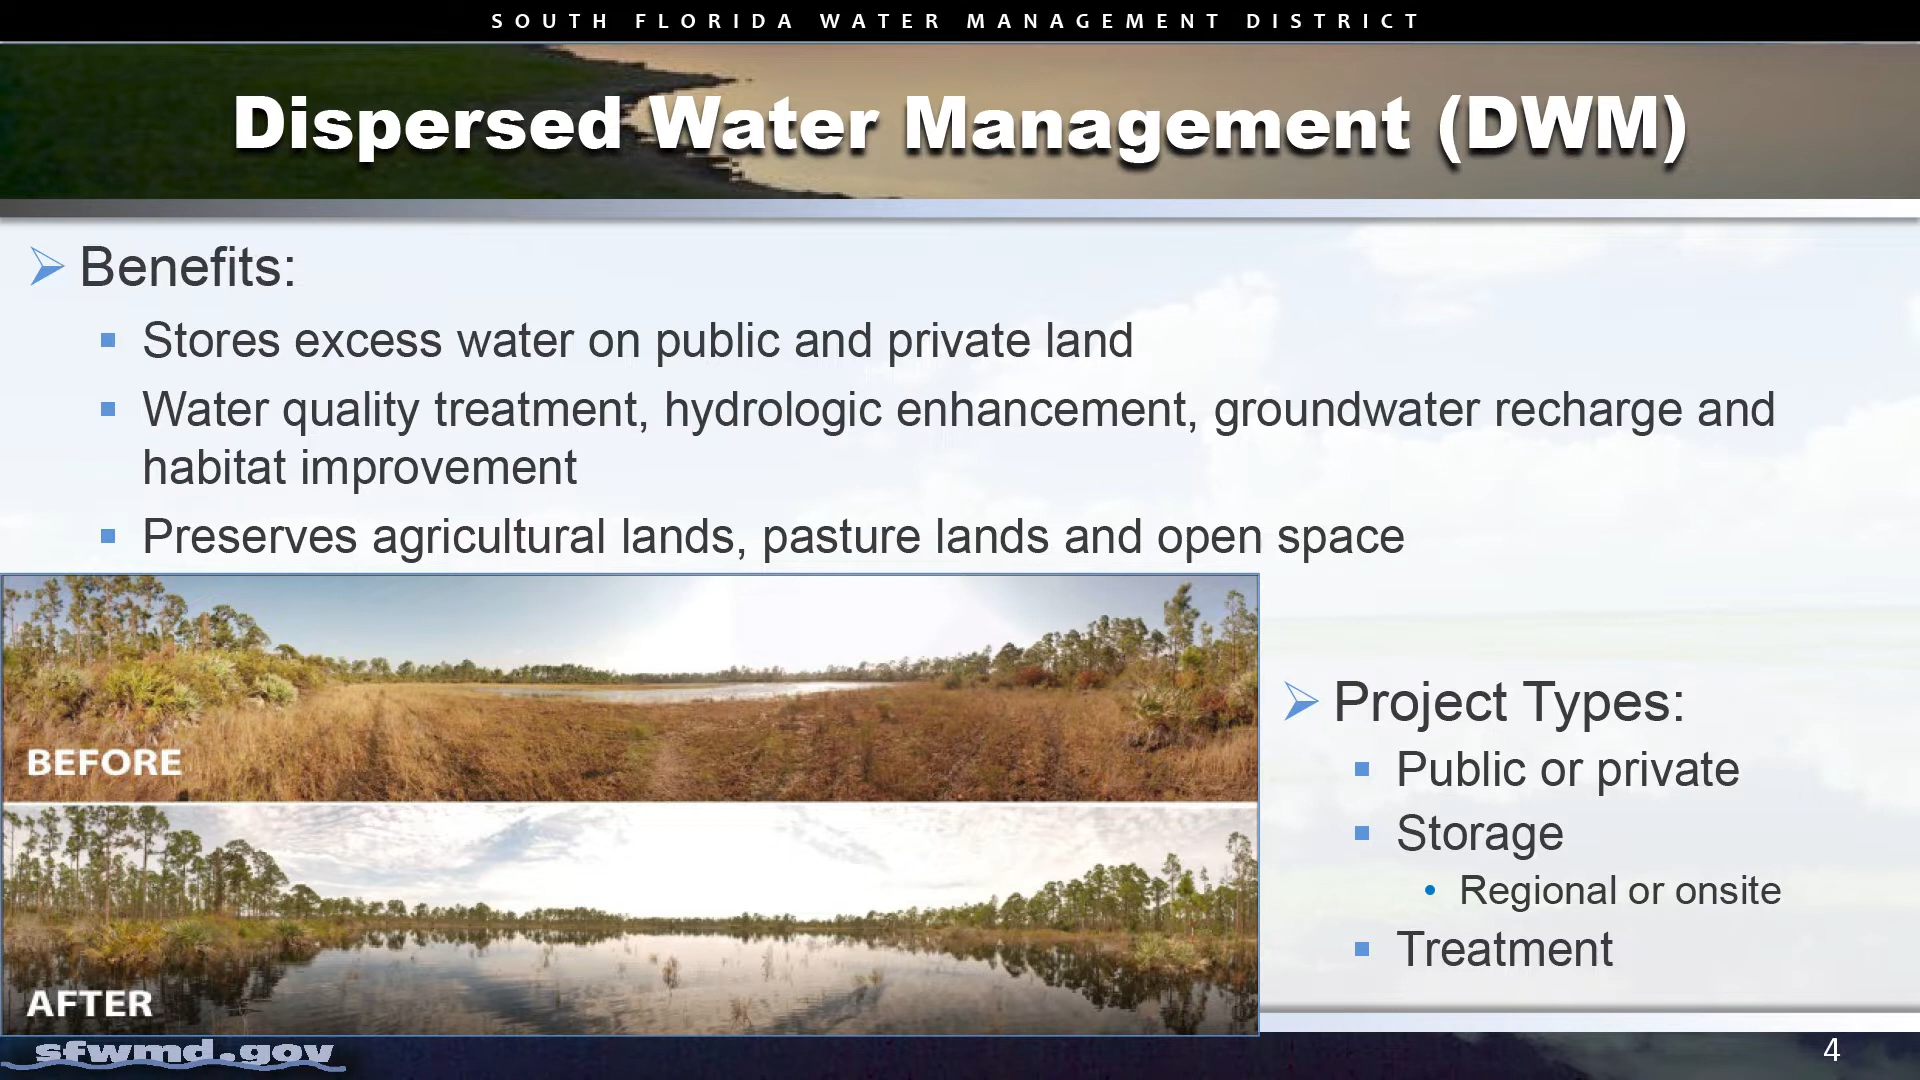 SOUTH FLORIDA WATER MANAGEMENT DISTRICT
Dispersed Water Management (DWM)
Benefits:
Stores excess water on public and private land
Water quality treatment, hydrologic enhancement, groundwater recharge and
habitat improvement
Preserves agricultural lands, pasture lands and open space
BEFORE
AFTER
Project Types:
Public or private
Storage
Regional or onsite
Treatment
sfwmd.gov
4